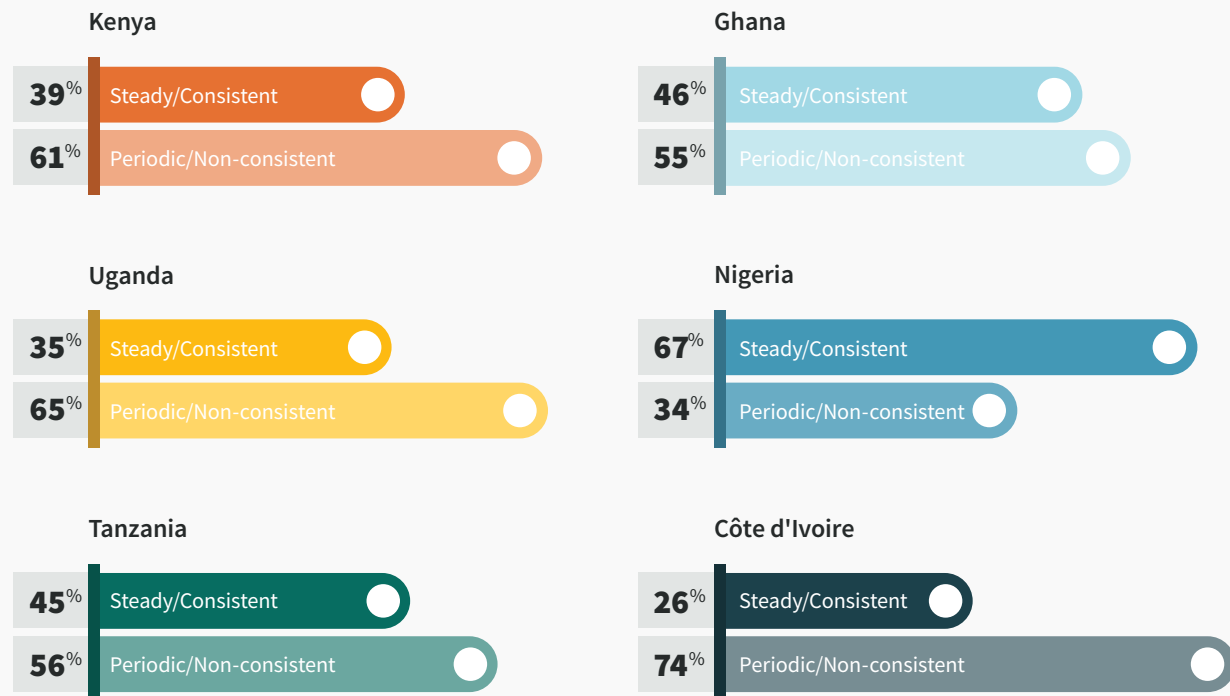 Kenya
39% Steady/Consistent
61% Periodic/Non-consistent
Ghana
46% Steady/Consistent
55% Periodic/Non-consistent
Uganda
35% Steady/Consistent
65% Periodic/Non-consistent
Nigeria
67% Steady/Consistent
34% Periodic/Non-consistent
Tanzania
45% Steady/Consistent
56% Periodic/Non-consistent
Côte d'Ivoire
26% Steady/Consistent
74% Periodic/Non-consistent